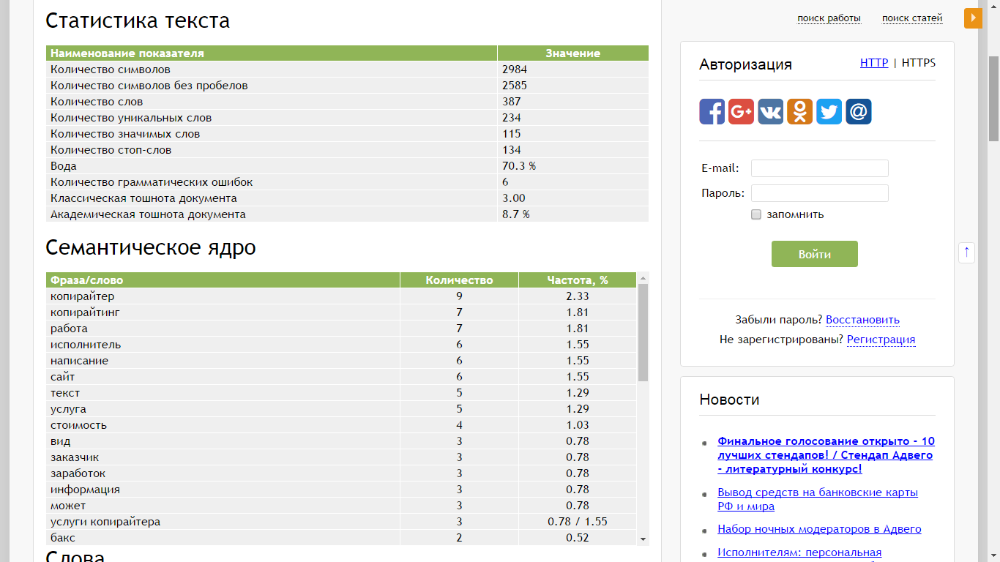 Статистика текста
Наименование показателя Значение
Количество символов 2984
Количество символов без пробелов 2585
Количество слов 387
Количество уникальных слов 234
Количество значимых слов 115
Количество стоп-слов 134
Вода 70.3 %
Количество грамматических ошибок 6
Классическая тошнота документа 3.00
Академическая тошнота документа 8.7 %
Семантическое ядро
Фраза/слово Количество Частота, %
копирайтер 9 2.33
копирайтинг 7 1.81
работа 7 1.81
исполнитель 6 1.55
написание 6 1.55
сайт 6 1.55
текст 5 1.29
услуга 5 1.29
стоимость 4 1.03
вид 3 0.78
заказчик 3 0.78
заработок 3 0.78
информация 3 0.78
может 3 0.78
услуги копирайтера 3 0.78 / 1.55
бакс 2 0.52
Слова
поиск работы поиск статей
Авторизация HTTP | HTTPS
E-mail:
Пароль:
запомнить
Войти
Забыли пароль? Восстановить
Не зарегистрированы? Регистрация
Новости
Финальное голосование открыто - 10
лучших стендапов! / Стендап Адвего
- литературный конкурс!
Вывод средств на банковские карты
РФ и мира
Набор ночных модераторов в Адвего
Исполнителям: персональная